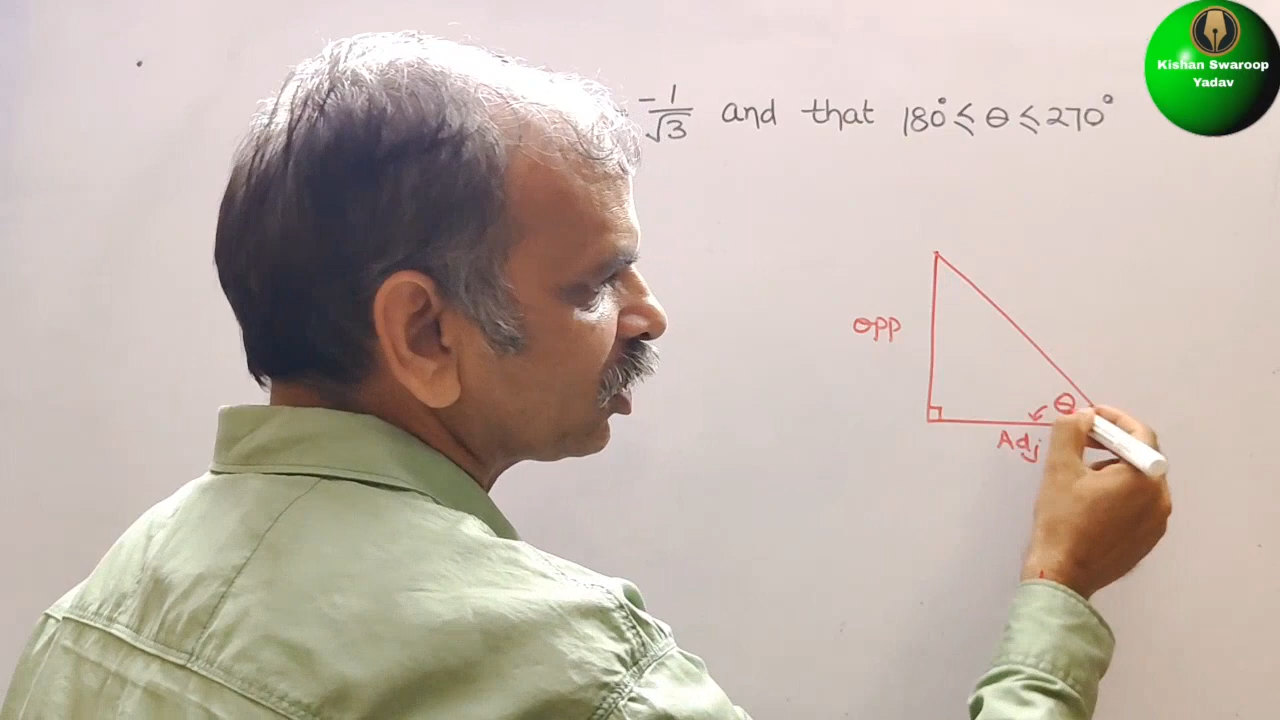 Kishan Swaroop
Yadav
-1/√3 and that 180° ≤ θ ≤ 270°
opp
θ
Adj